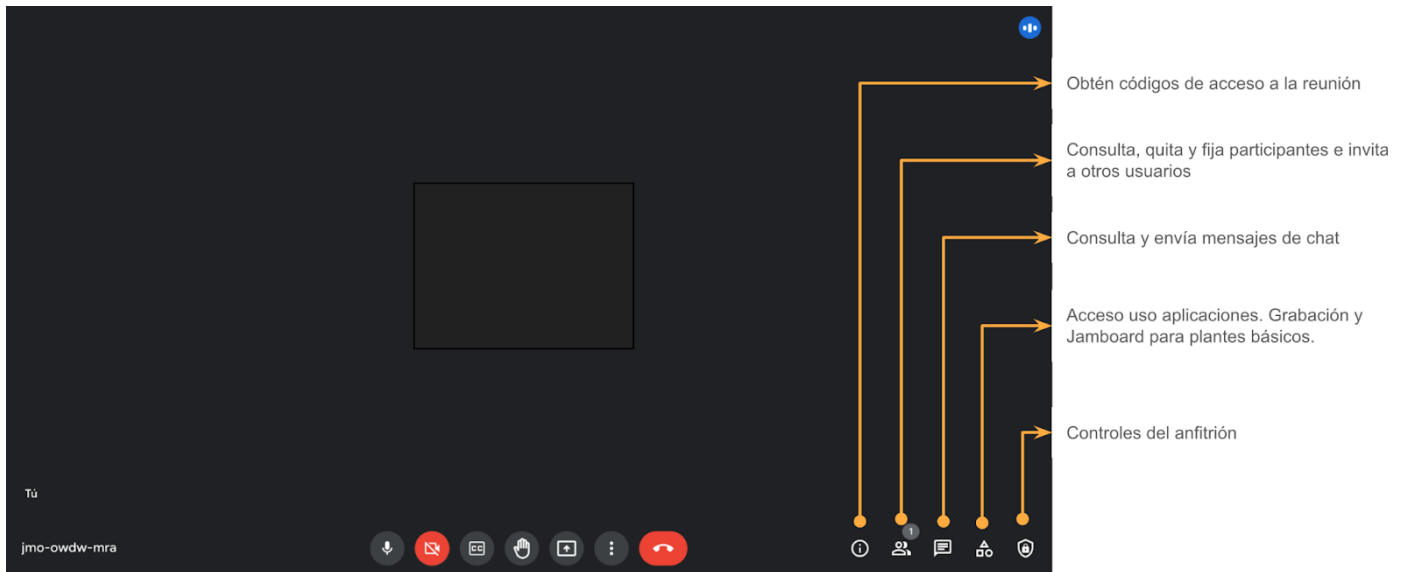 Obtén códigos de acceso a la reunión
Consulta, quita y fija participantes e invita
a otros usuarios
Consulta y envía mensajes de chat
Acceso uso aplicaciones. Grabación y
Jamboard para plantes básicos.
Controles del anfitrión
Tú
jmo-owdw-mra
CC
1